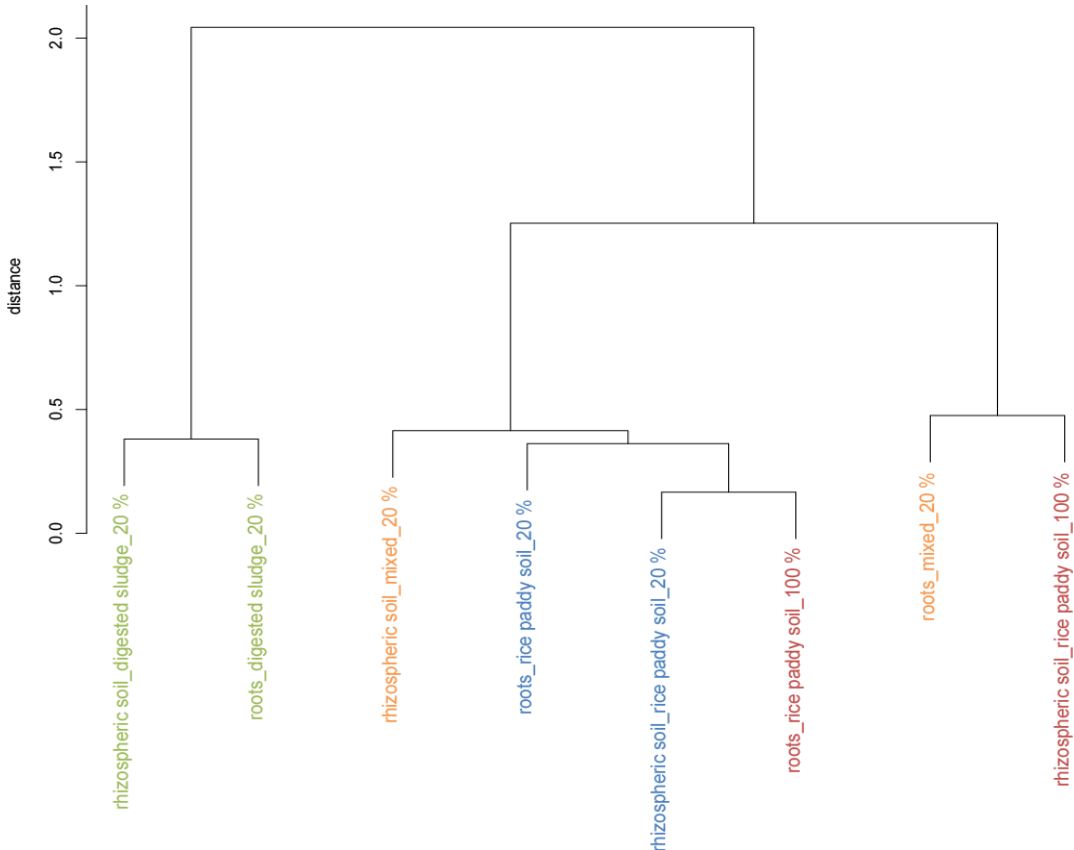 distance
2.0
1.5
1.0
0.5
0.0
rhizospheric soil_digested sludge_20 %
roots_digested sludge_20 %
rhizospheric soil_mixed_20 %
roots_rice paddy soil_20 %
rhizospheric soil_rice paddy soil_20 %
roots_rice paddy soil_100 %
roots_mixed_20 %
rhizospheric soil_rice paddy soil_100 %